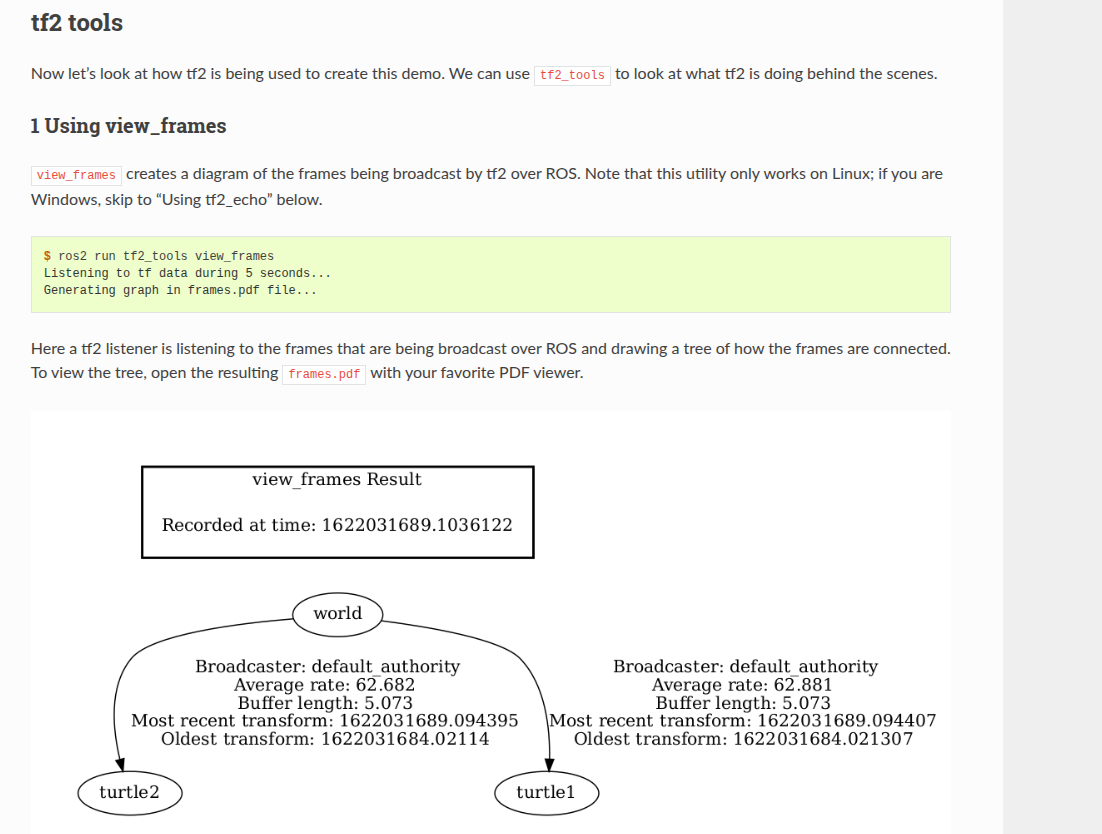 tf2 tools
Now let’s look at how tf2 is being used to create this demo. We can use tf2_tools to look at what tf2 is doing behind the scenes.
1 Using view_frames
view_frames creates a diagram of the frames being broadcast by tf2 over ROS. Note that this utility only works on Linux; if you are
Windows, skip to “Using tf2_echo” below.
$ ros2 run tf2_tools view_frames
Listening to tf data during 5 seconds...
Generating graph in frames.pdf file...
Here a tf2 listener is listening to the frames that are being broadcast over ROS and drawing a tree of how the frames are connected.
To view the tree, open the resulting frames.pdf with your favorite PDF viewer.
view_frames Result
Recorded at time: 1622031689.1036122
world
Broadcaster: default_authority
Average rate: 62.682
Buffer length: 5.073
Most recent transform: 1622031689.094395
Oldest transform: 1622031684.02114
Broadcaster: default_authority
Average rate: 62.881
Buffer length: 5.073
Most recent transform: 1622031689.094407
Oldest transform: 1622031684.021307
turtle2
turtle1